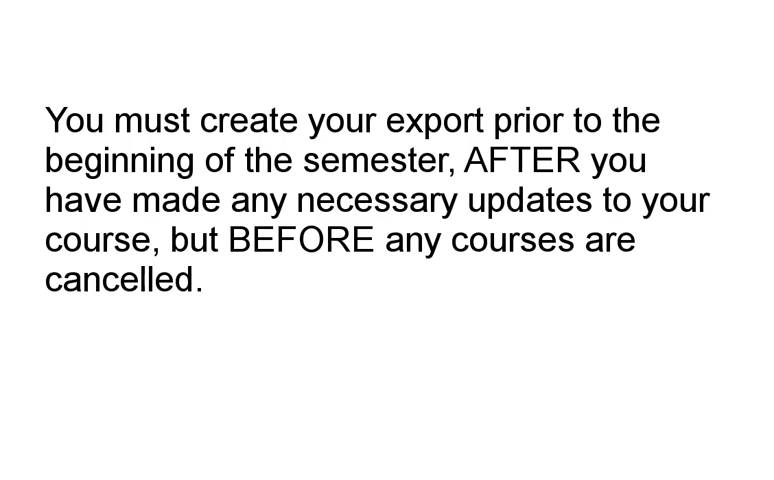 You must create your export prior to the
beginning of the semester, AFTER you
have made any necessary updates to your
course, but BEFORE any courses are
cancelled.